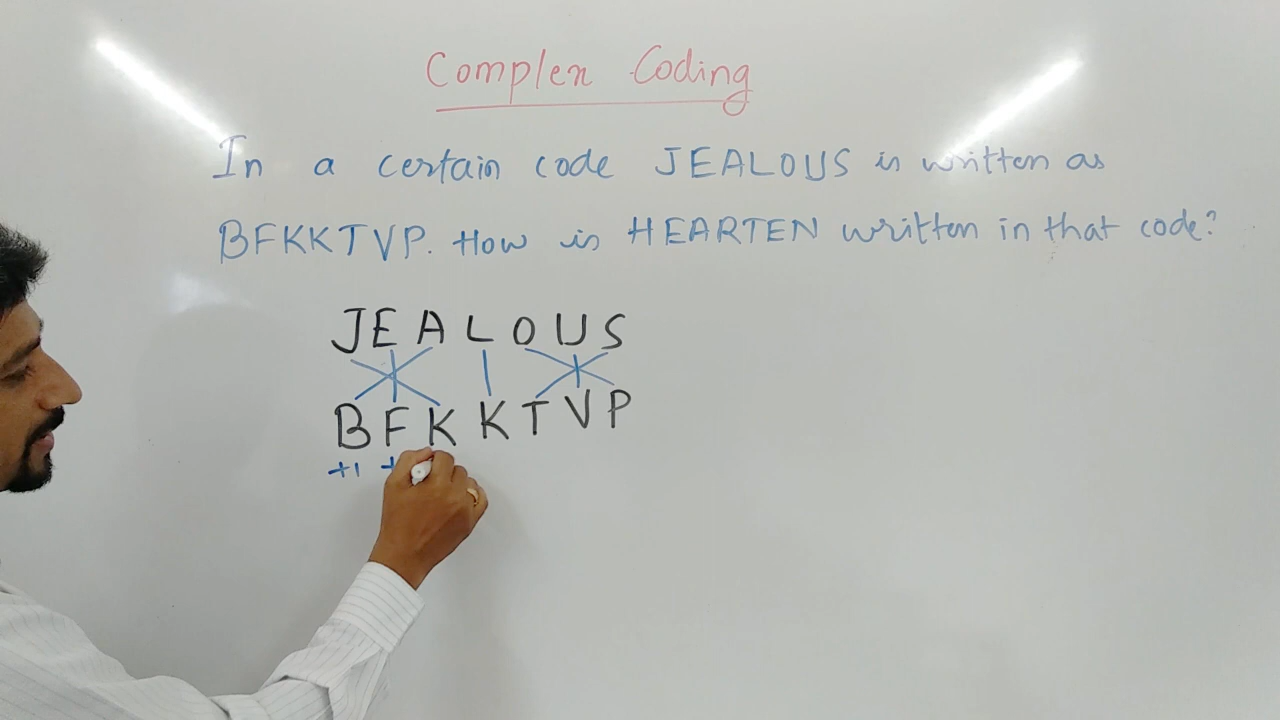 Complex Coding
In a certain code JEALOUS is written as
BFKKTVP. How is HEARTEN written in that code?
JEALOUS
BFKKTVP
+1 +